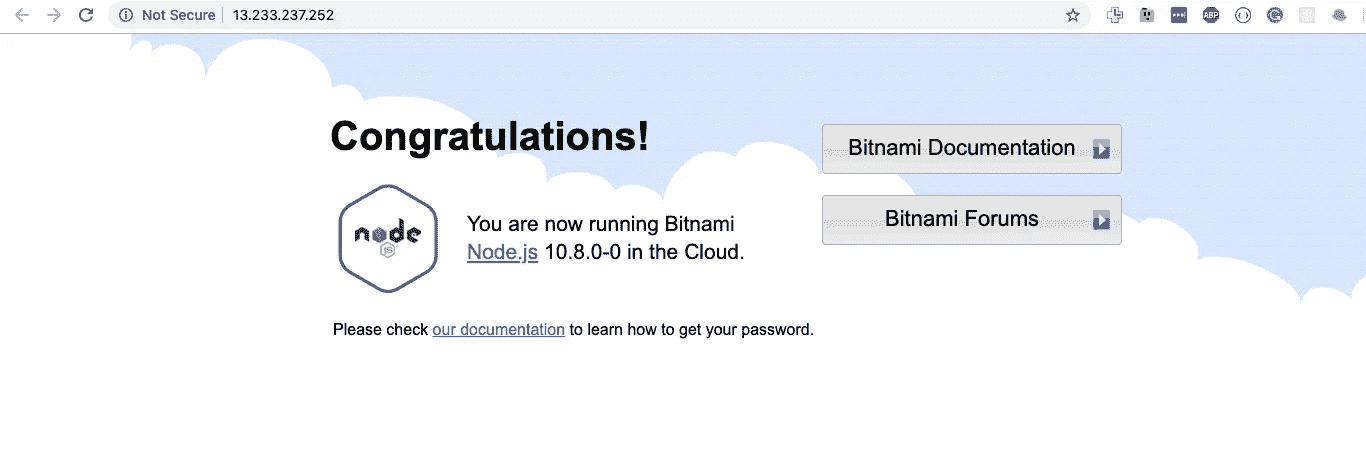 Not Secure
13.233.237.252
ABP
Congratulations!
Bitnami Documentation
Bitnami Forums
node
JS
You are now running Bitnami
Node.js 10.8.0-0 in the Cloud.
Please check our documentation to learn how to get your password.